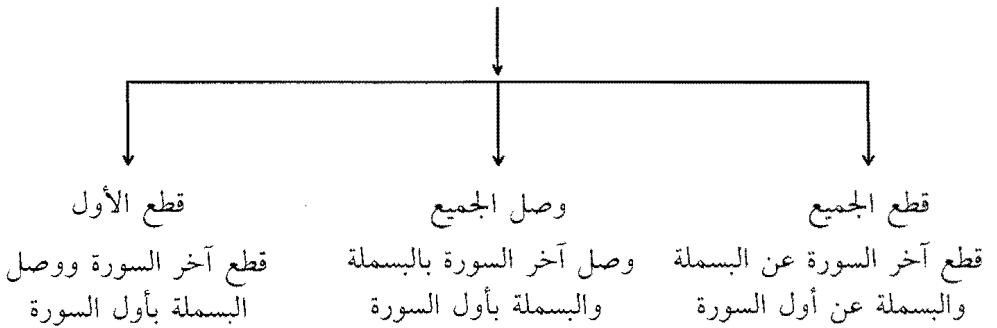 قطع الجميع
قطع آخر السورة عن البسملة
والبسملة عن أول السورة
وصل الجميع
وصل آخر السورة بالبسملة
والبسملة بأول السورة
قطع الأول
قطع آخر السورة ووصل
البسملة بأول السورة